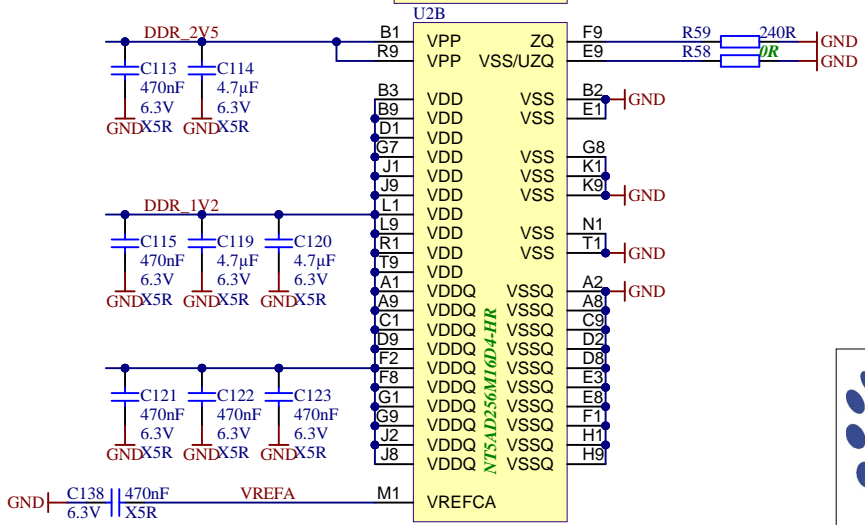 U2B
DDR_2V5
C113
470nF
6.3V
X5R
GND
C114
4.7µF
6.3V
X5R
GND
DDR_1V2
C115
470nF
6.3V
X5R
GND
C119
4.7µF
6.3V
X5R
GND
C120
4.7µF
6.3V
X5R
GND
C121
470nF
6.3V
X5R
GND
C122
470nF
6.3V
X5R
GND
C123
470nF
6.3V
X5R
GND
GND
C138
6.3V
470nF
X5R
VREFA
B1 VPP
R9 VPP
B3 VDD
B9 VDD
D1 VDD
G7 VDD
J1 VDD
J9 VDD
L1 VDD
L9 VDD
R1 VDD
T9 VDD
A1 VDDQ
A9 VDDQ
C1 VDDQ
D9 VDDQ
F2 VDDQ
F8 VDDQ
G1 VDDQ
G9 VDDQ
J2 VDDQ
J8 VDDQ
M1 VREFCA
NT5AD256M16D4-HR
ZQ F9 R59 240R GND
VSS/UZQ E9 R58 0R GND
VSS B2 GND
VSS E1
VSS G8
VSS K1
VSS K9 GND
VSS N1
VSS T1 GND
VSSQ A2 GND
VSSQ A8
VSSQ C9
VSSQ D2
VSSQ D8
VSSQ E3
VSSQ E8
VSSQ F1
VSSQ H1
VSSQ H9